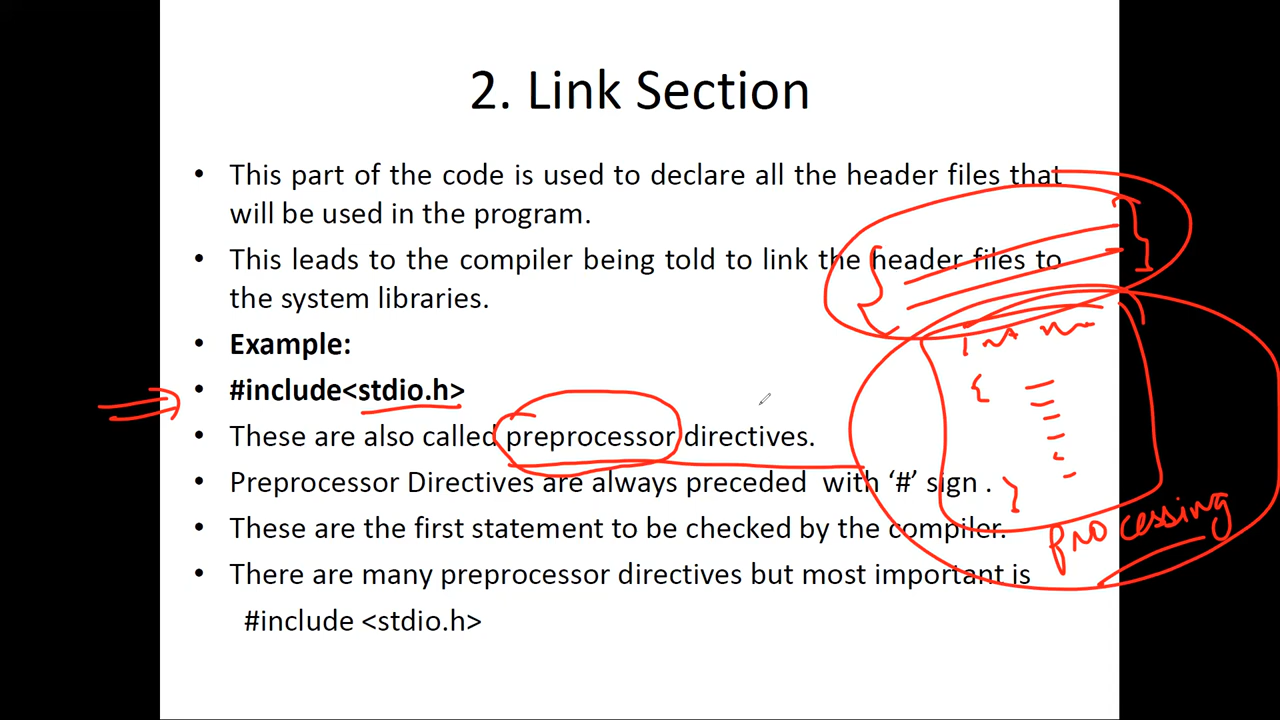 2. Link Section
• This part of the code is used to declare all the header files that
will be used in the program.
• This leads to the compiler being told to link the header files to
the system libraries.
• Example:
• #include<stdio.h>
• These are also called preprocessor directives.
• Preprocessor Directives are always preceded with ‘#’ sign .
• These are the first statement to be checked by the compiler.
• There are many preprocessor directives but most important is
#include <stdio.h>
{
}
{
}
processing